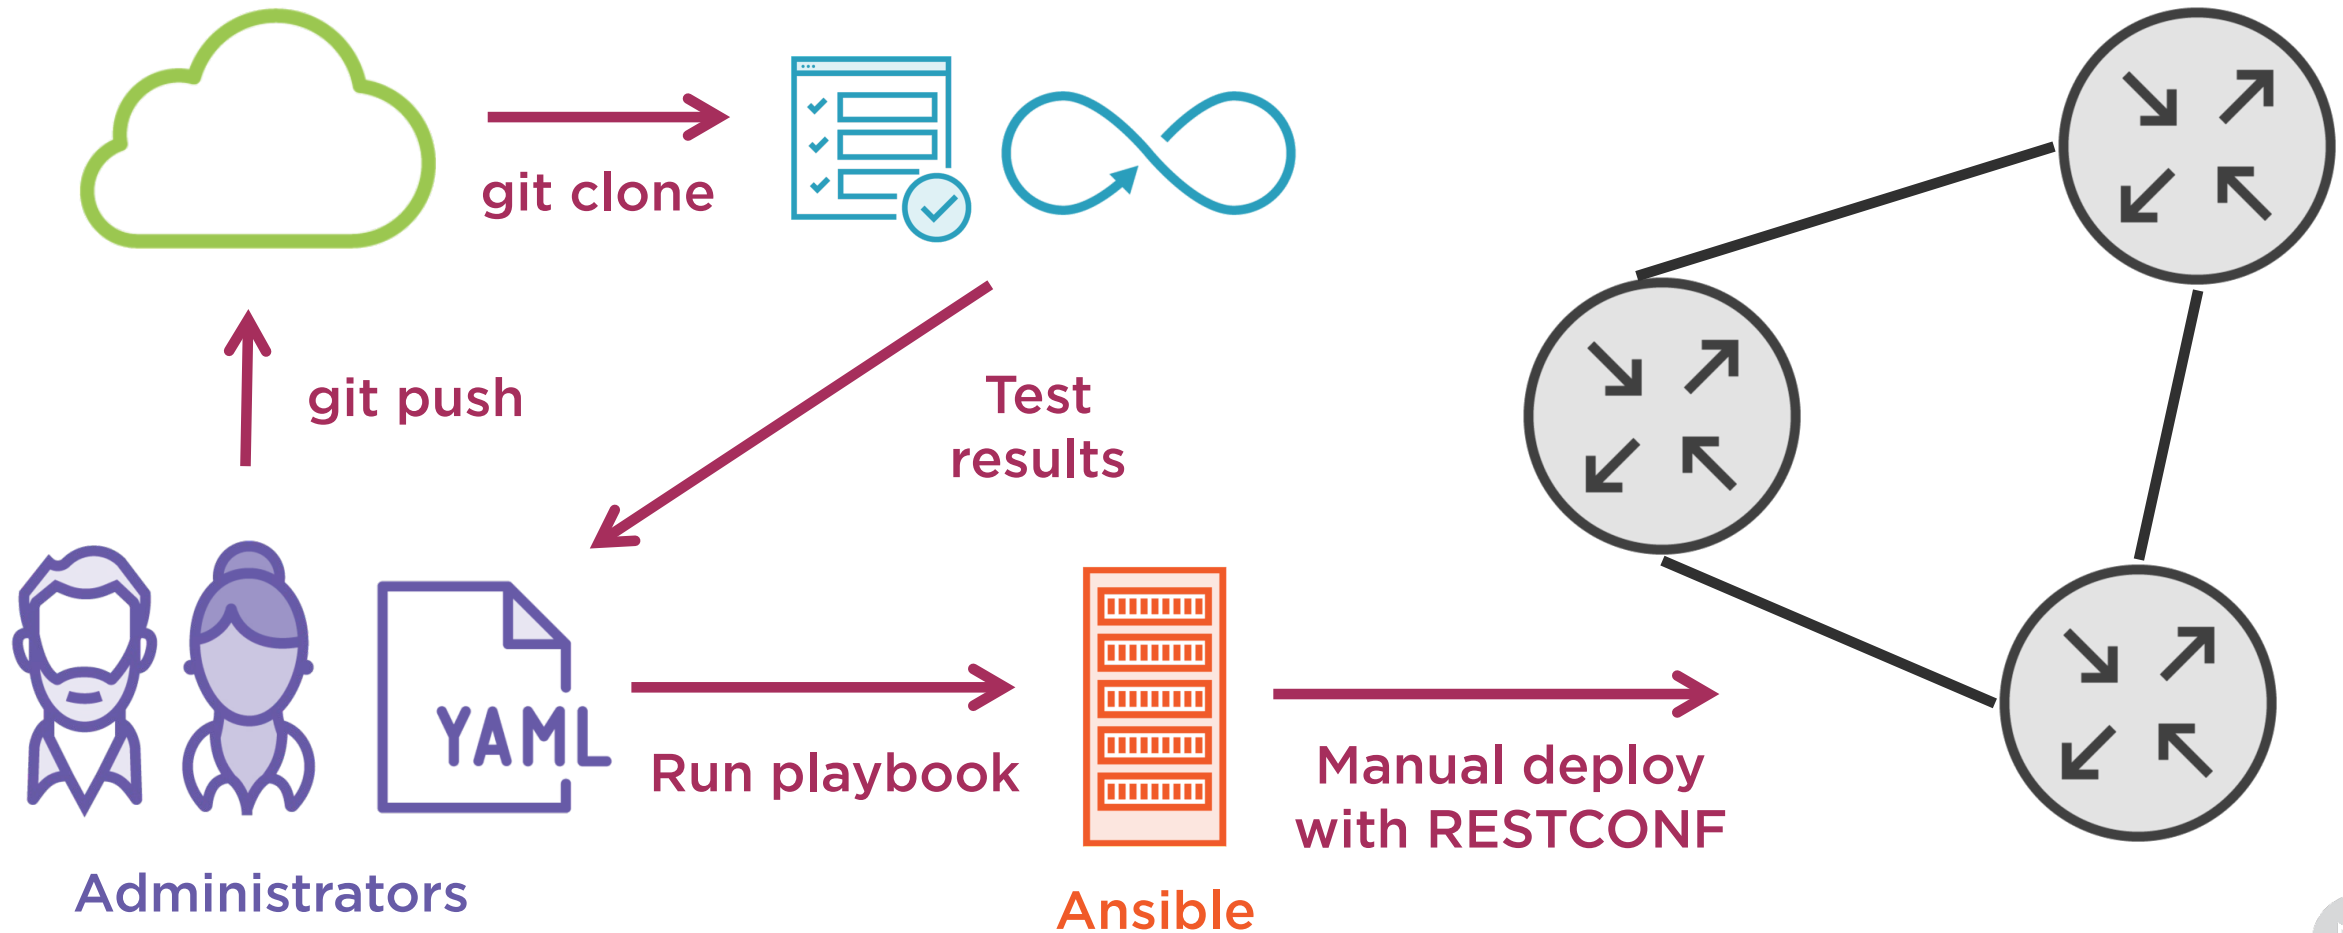 git clone
git push
Test
results
YAML
Run playbook
Manual deploy
with RESTCONF
Administrators
Ansible